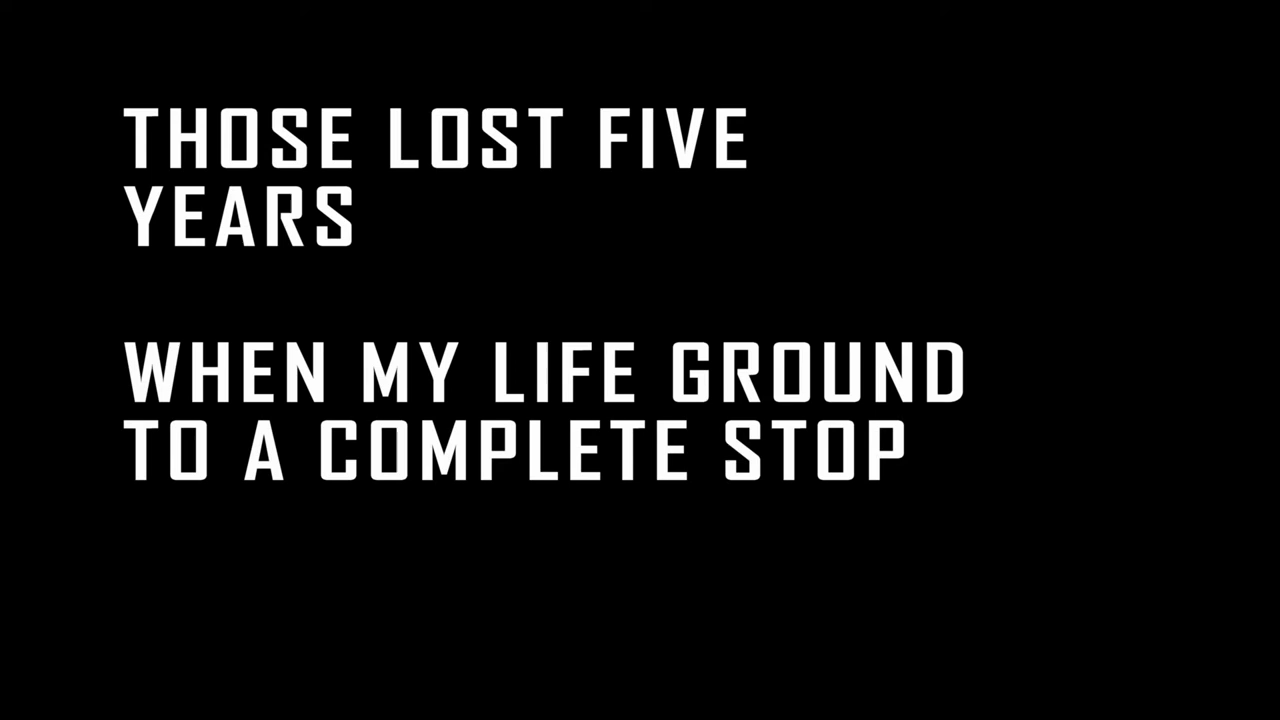 THOSE LOST FIVE
YEARS
WHEN MY LIFE GROUND
TO A COMPLETE STOP